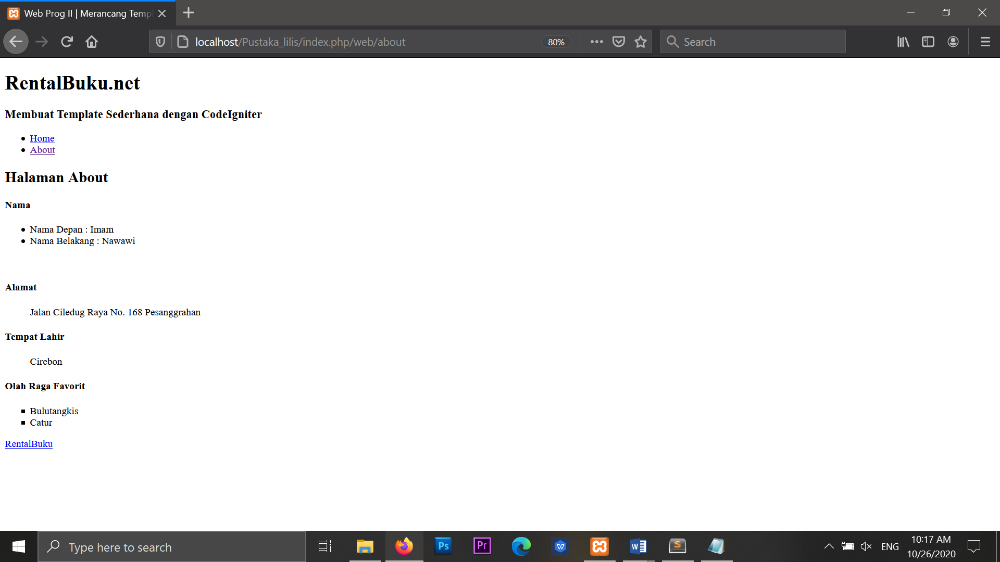 Web Prog II | Merancang Templ
localhost/Pustaka_lilis/index.php/web/about
80%
Search
RentalBuku.net
Membuat Template Sederhana dengan CodeIgniter
Home
About
Halaman About
Nama
Nama Depan : Imam
Nama Belakang : Nawawi
Alamat
Jalan Ciledug Raya No. 168 Pesanggrahan
Tempat Lahir
Cirebon
Olah Raga Favorit
Bulutangkis
Catur
RentalBuku
Type here to search
Ps
Pr
W
W
S
ENG
10:17 AM
10/26/2020